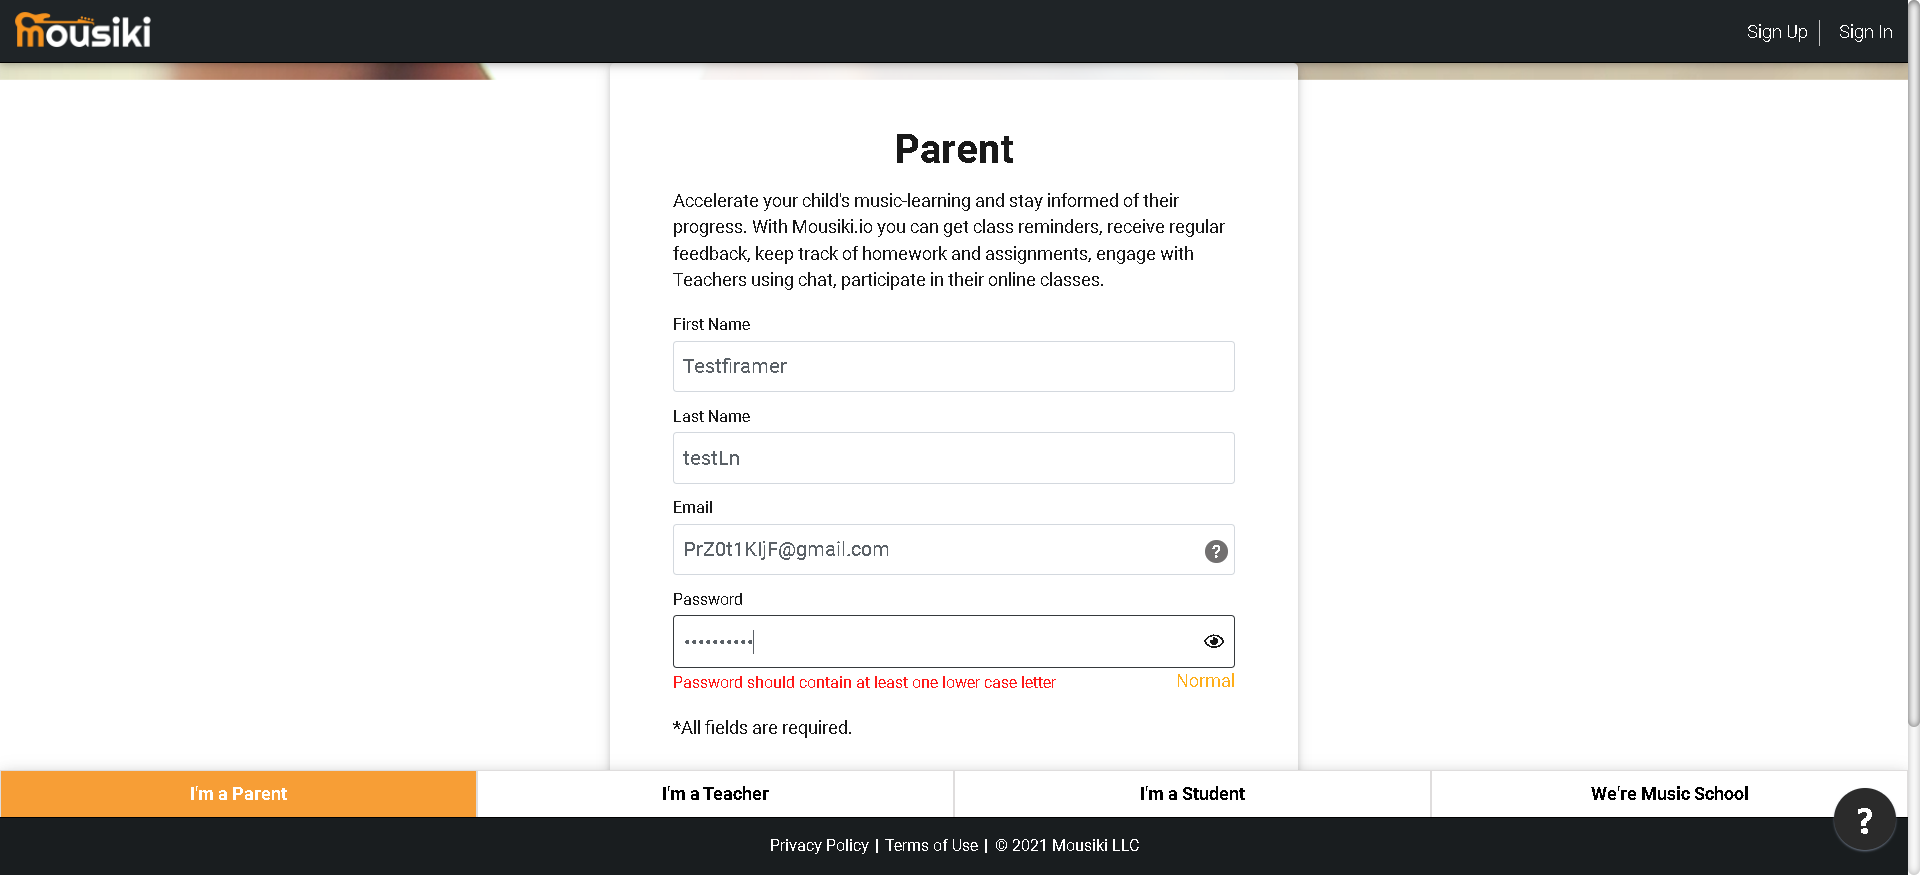 mousiki
Sign Up
Sign In
Parent
Accelerate your child's music-learning and stay informed of their
progress. With Mousiki.io you can get class reminders, receive regular
feedback, keep track of homework and assignments, engage with
Teachers using chat, participate in their online classes.
First Name
Testfiramer
Last Name
testLn
Email
PrZ0t1KIjF@gmail.com
?
Password
••••••••••
Password should contain at least one lower case letter
Normal
*All fields are required.
I'm a Parent
I'm a Teacher
I'm a Student
We're Music School
?
Privacy Policy | Terms of Use | © 2021 Mousiki LLC